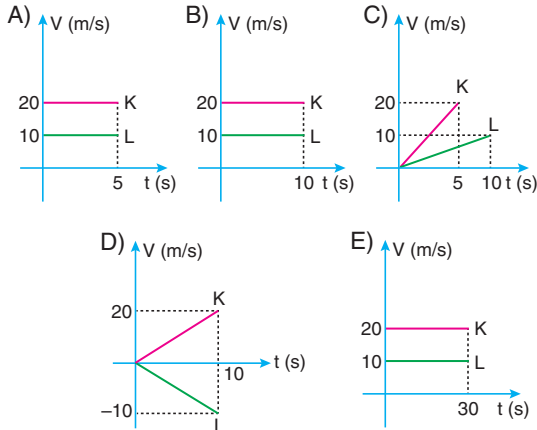 A) V (m/s)
20 K
10 L
5 t (s)
B) V (m/s)
20 K
10 L
10 t (s)
C) V (m/s)
K
20
L
10
5 10 t (s)
D) V (m/s)
K
20
t (s)
10
–10
L
E) V (m/s)
20 K
10 L
30 t (s)